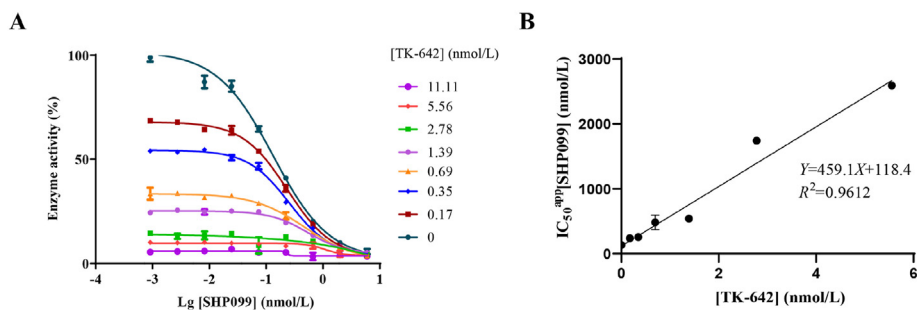 A
[TK-642] (nmol/L)
100
50
0
Enzyme activity (%)
-4 -3 -2 -1 0 1
Lg [SHP099] (nmol/L)
11.11
5.56
2.78
1.39
0.69
0.35
0.17
0
B
3000
2000
1000
0
IC50app[SHP099] (nmol/L)
Y=459.1X+118.4
R2=0.9612
0 2 4 6
[TK-642] (nmol/L)